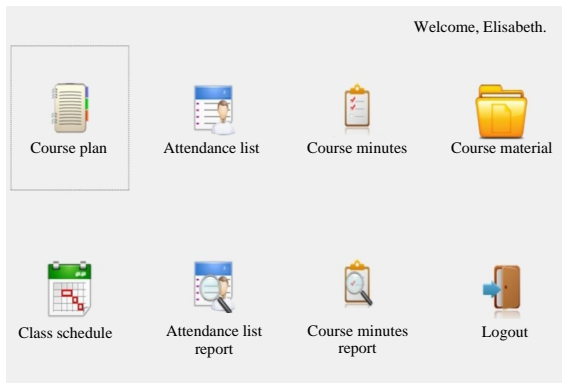 Welcome, Elisabeth.
Course plan
Attendance list
Course minutes
Course material
Class schedule
Attendance list
report
Course minutes
report
Logout